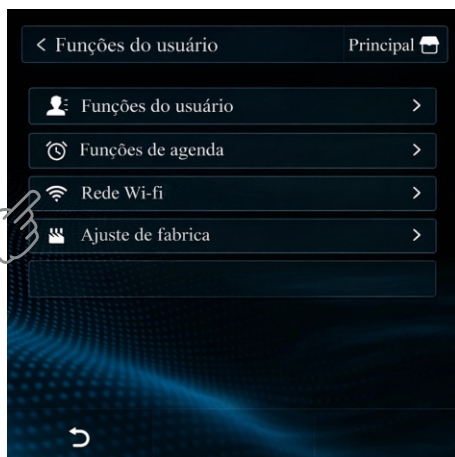 Funções do usuário Principal
Funções do usuário
Funções de agenda
Rede Wi-fi
Ajuste de fabrica